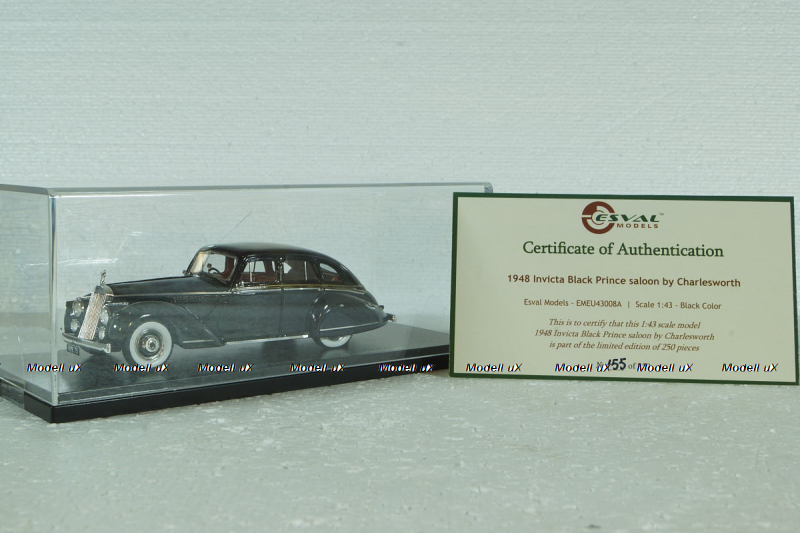 ESVAL™
MODELS
Certificate of Authentication
1948 Invicta Black Prince saloon by Charlesworth
Esval Models - EMEU43008A | Scale 1:43 - Black Color
This is to certify that this 1:43 scale model
1948 Invicta Black Prince saloon by Charlesworth
is part of the limited edition of 250 pieces
155 of
Modell uX Modell uX Modell uX Modell uX Modell uX Modell uX Modell uX Modell uX Modell uX